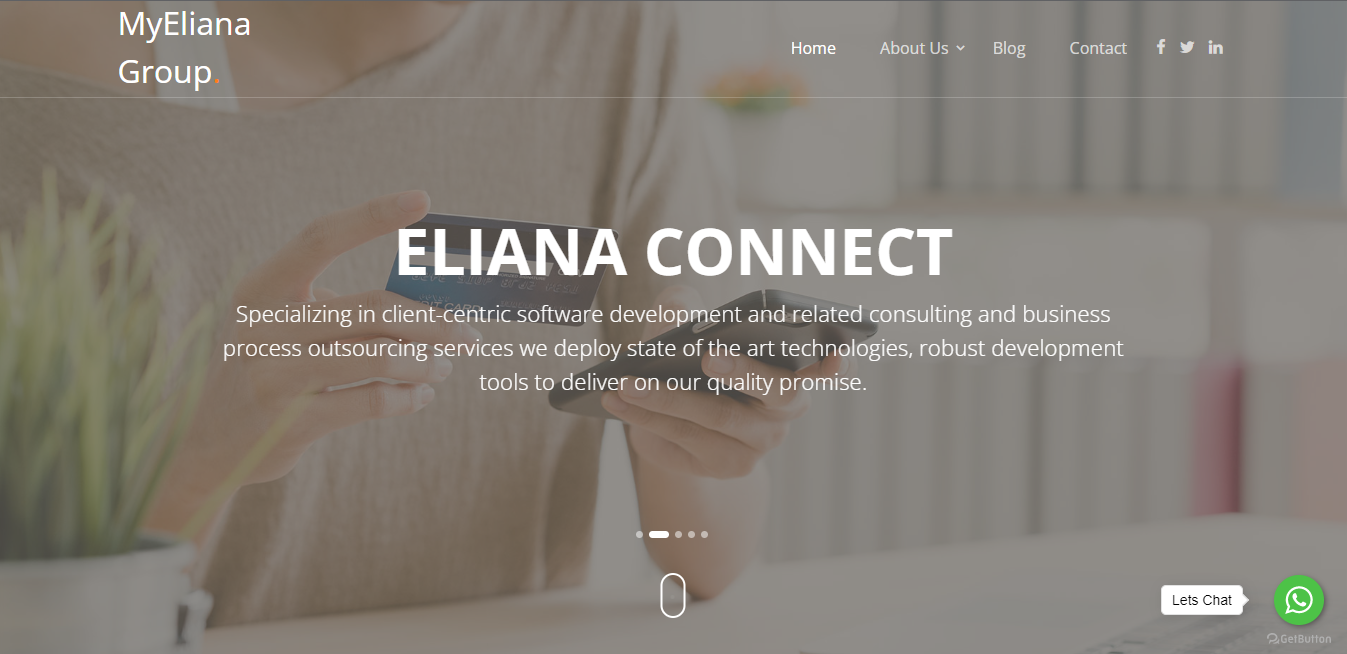 MyEliana
Group.
Home About Us Blog Contact
ELIANA CONNECT
Specializing in client-centric software development and related consulting and business
process outsourcing services we deploy state of the art technologies, robust development
tools to deliver on our quality promise.
Lets Chat
GetButton